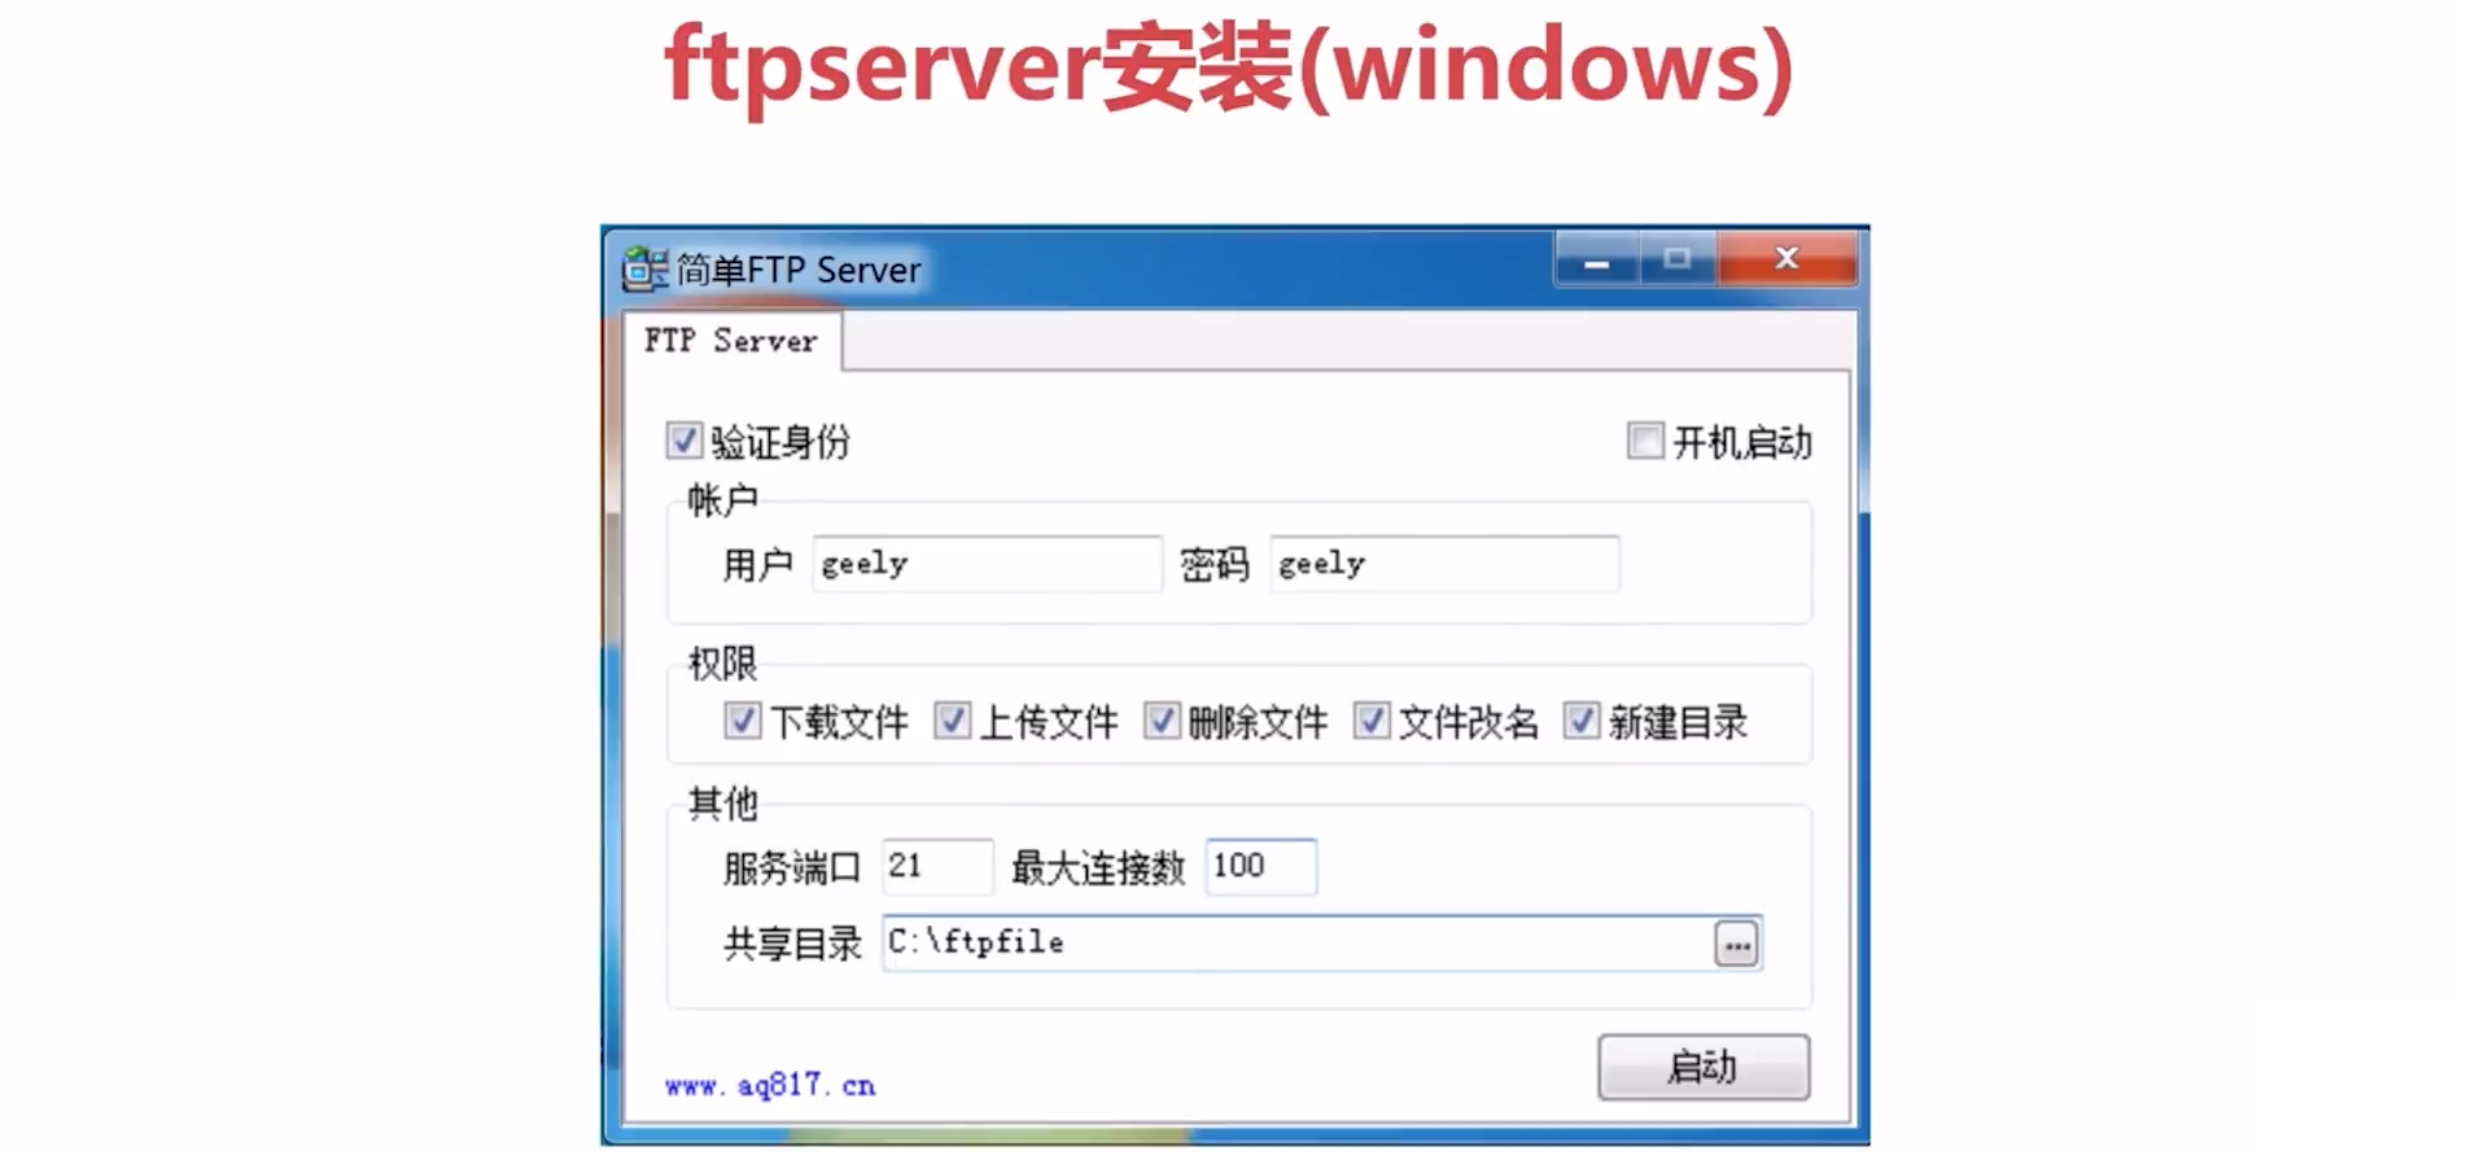 ftpserver安装(windows)
简单FTP Server
FTP Server
验证身份 开机启动
帐户
用户 geely 密码 geely
权限
下载文件 上传文件 删除文件 文件改名 新建目录
其他
服务端口 21 最大连接数 100
共享目录 C:\ftpfile ...
启动
www.aq817.cn